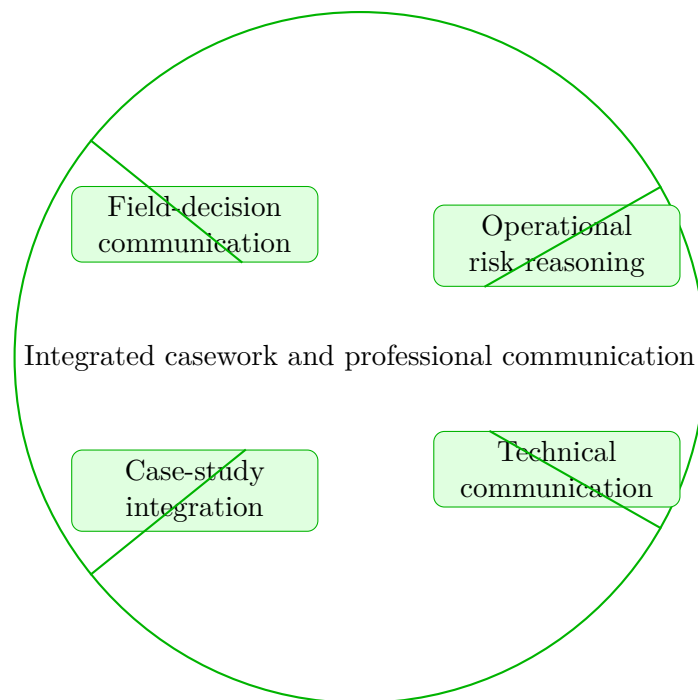 Field-decision
communication
Operational
risk reasoning
Integrated casework and professional communication
Case-study
integration
Technical
communication